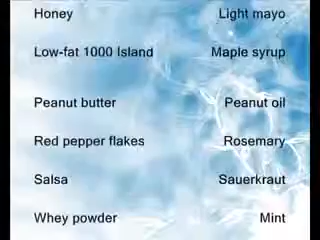 Honey Light mayo
Low-fat 1000 Island Maple syrup
Peanut butter Peanut oil
Red pepper flakes Rosemary
Salsa Sauerkraut
Whey powder Mint